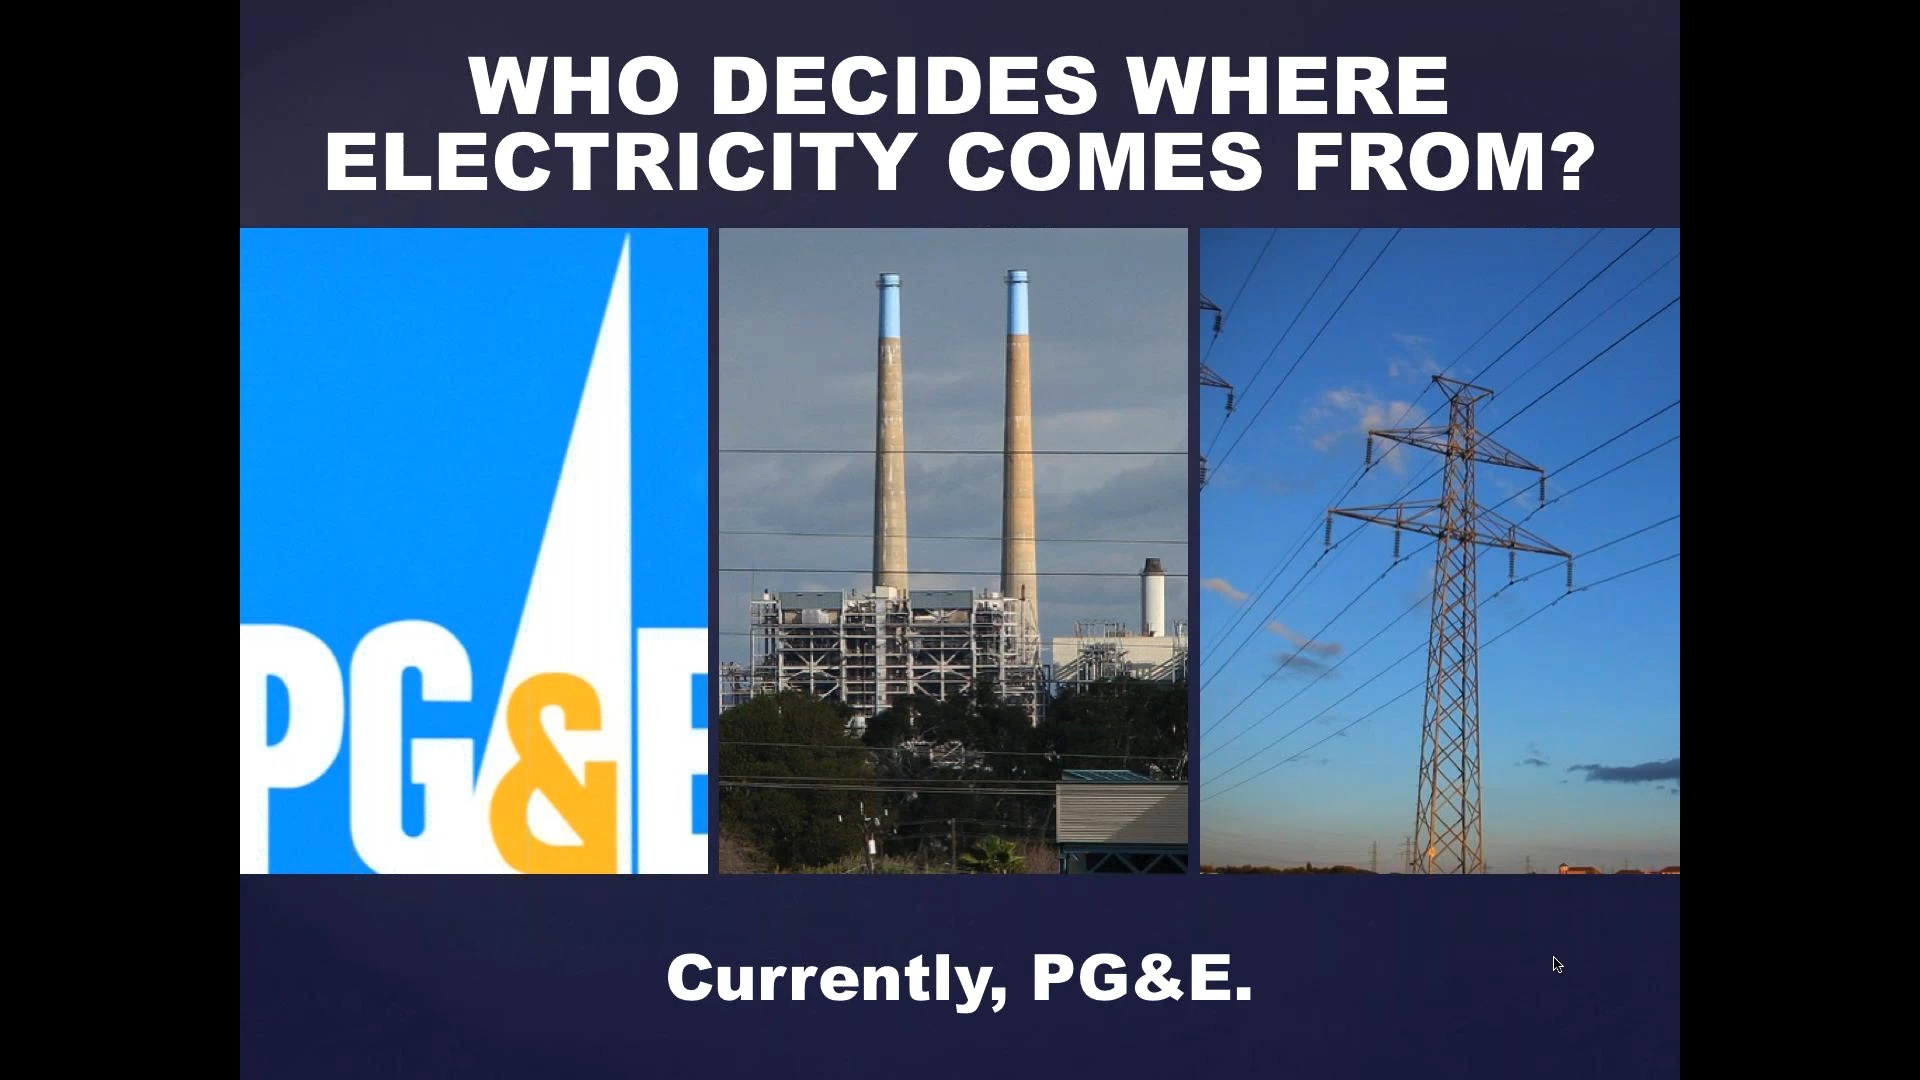 WHO DECIDES WHERE
ELECTRICITY COMES FROM?
PG&E
Currently, PG&E.